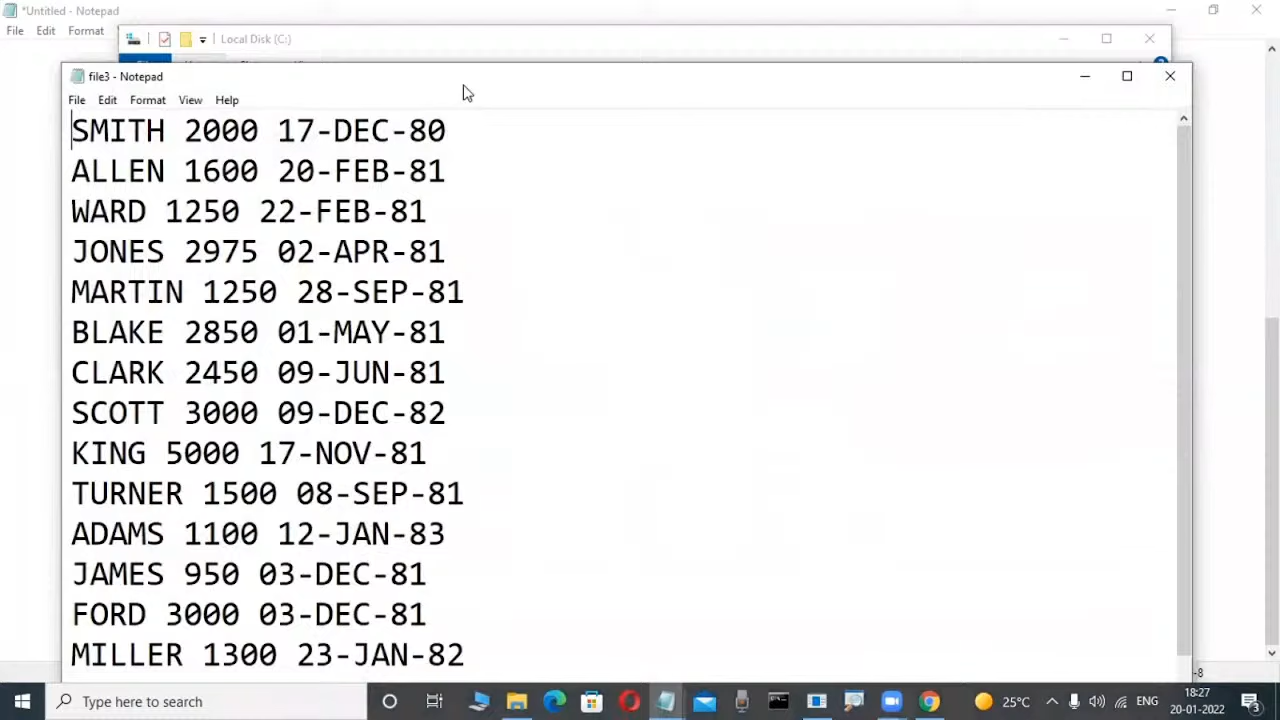 *Untitled - Notepad
File Edit Format
Local Disk (C:)
file3 - Notepad
File Edit Format View Help
SMITH 2000 17-DEC-80
ALLEN 1600 20-FEB-81
WARD 1250 22-FEB-81
JONES 2975 02-APR-81
MARTIN 1250 28-SEP-81
BLAKE 2850 01-MAY-81
CLARK 2450 09-JUN-81
SCOTT 3000 09-DEC-82
KING 5000 17-NOV-81
TURNER 1500 08-SEP-81
ADAMS 1100 12-JAN-83
JAMES 950 03-DEC-81
FORD 3000 03-DEC-81
MILLER 1300 23-JAN-82
-8
Type here to search
25°C
ENG
18:27
20-01-2022
3